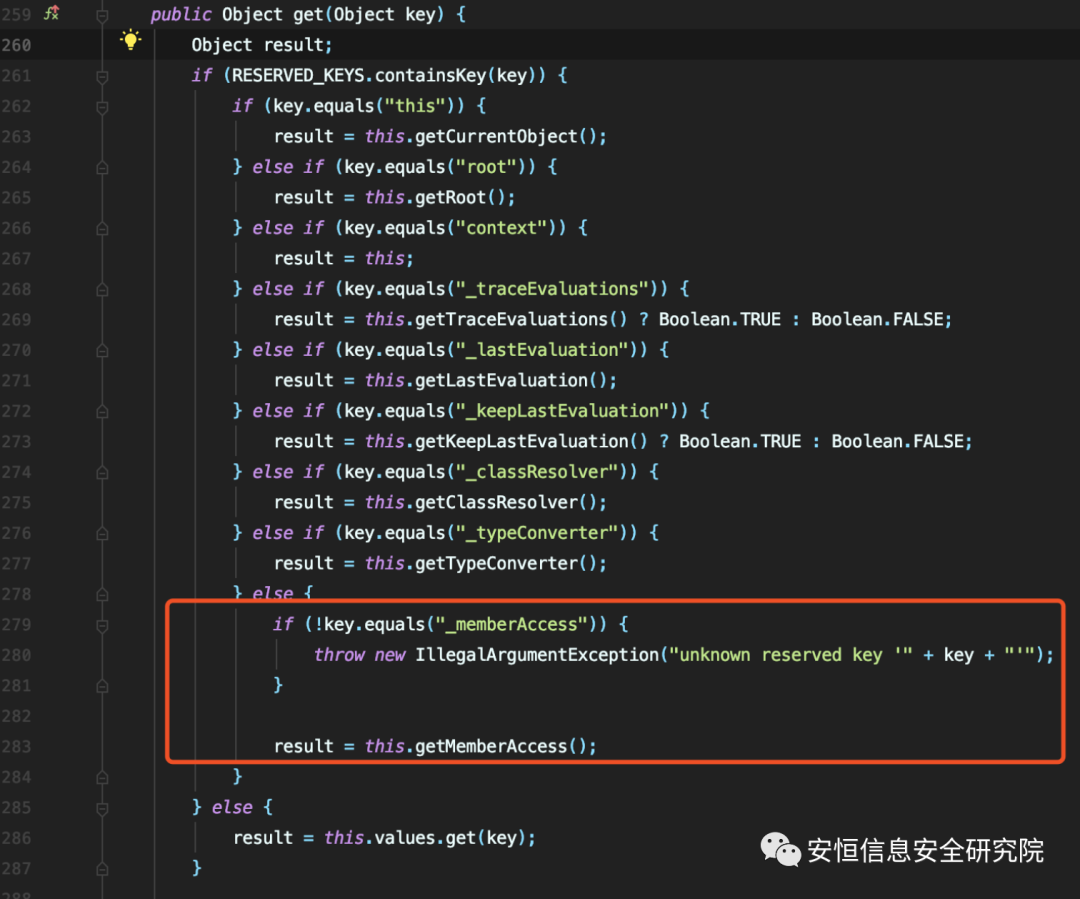 259 public Object get(Object key) {
260 Object result;
261 if (RESERVED_KEYS.containsKey(key)) {
262 if (key.equals("this")) {
263 result = this.getCurrentObject();
264 } else if (key.equals("root")) {
265 result = this.getRoot();
266 } else if (key.equals("context")) {
267 result = this;
268 } else if (key.equals("_traceEvaluations")) {
269 result = this.getTraceEvaluations() ? Boolean.TRUE : Boolean.FALSE;
270 } else if (key.equals("_lastEvaluation")) {
271 result = this.getLastEvaluation();
272 } else if (key.equals("_keepLastEvaluation")) {
273 result = this.getKeepLastEvaluation() ? Boolean.TRUE : Boolean.FALSE;
274 } else if (key.equals("_classResolver")) {
275 result = this.getClassResolver();
276 } else if (key.equals("_typeConverter")) {
277 result = this.getTypeConverter();
278 } else {
279 if (!key.equals("_memberAccess")) {
280 throw new IllegalArgumentException("unknown reserved key '" + key + "'");
281 }
282
283 result = this.getMemberAccess();
284 }
285 } else {
286 result = this.values.get(key);
287 }
288
安恒信息安全研究院